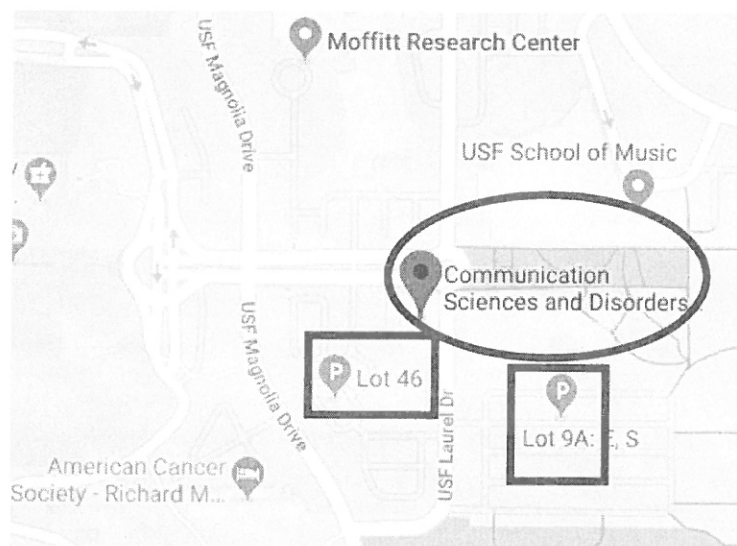 Moffitt Research Center
USF Magnolia Drive
USF School of Music
Communication
Sciences and Disorders...
P Lot 46
P
Lot 9A: E, S
USF Magnolia Drive
USF Laurel Dr
American Cancer
Society - Richard M...